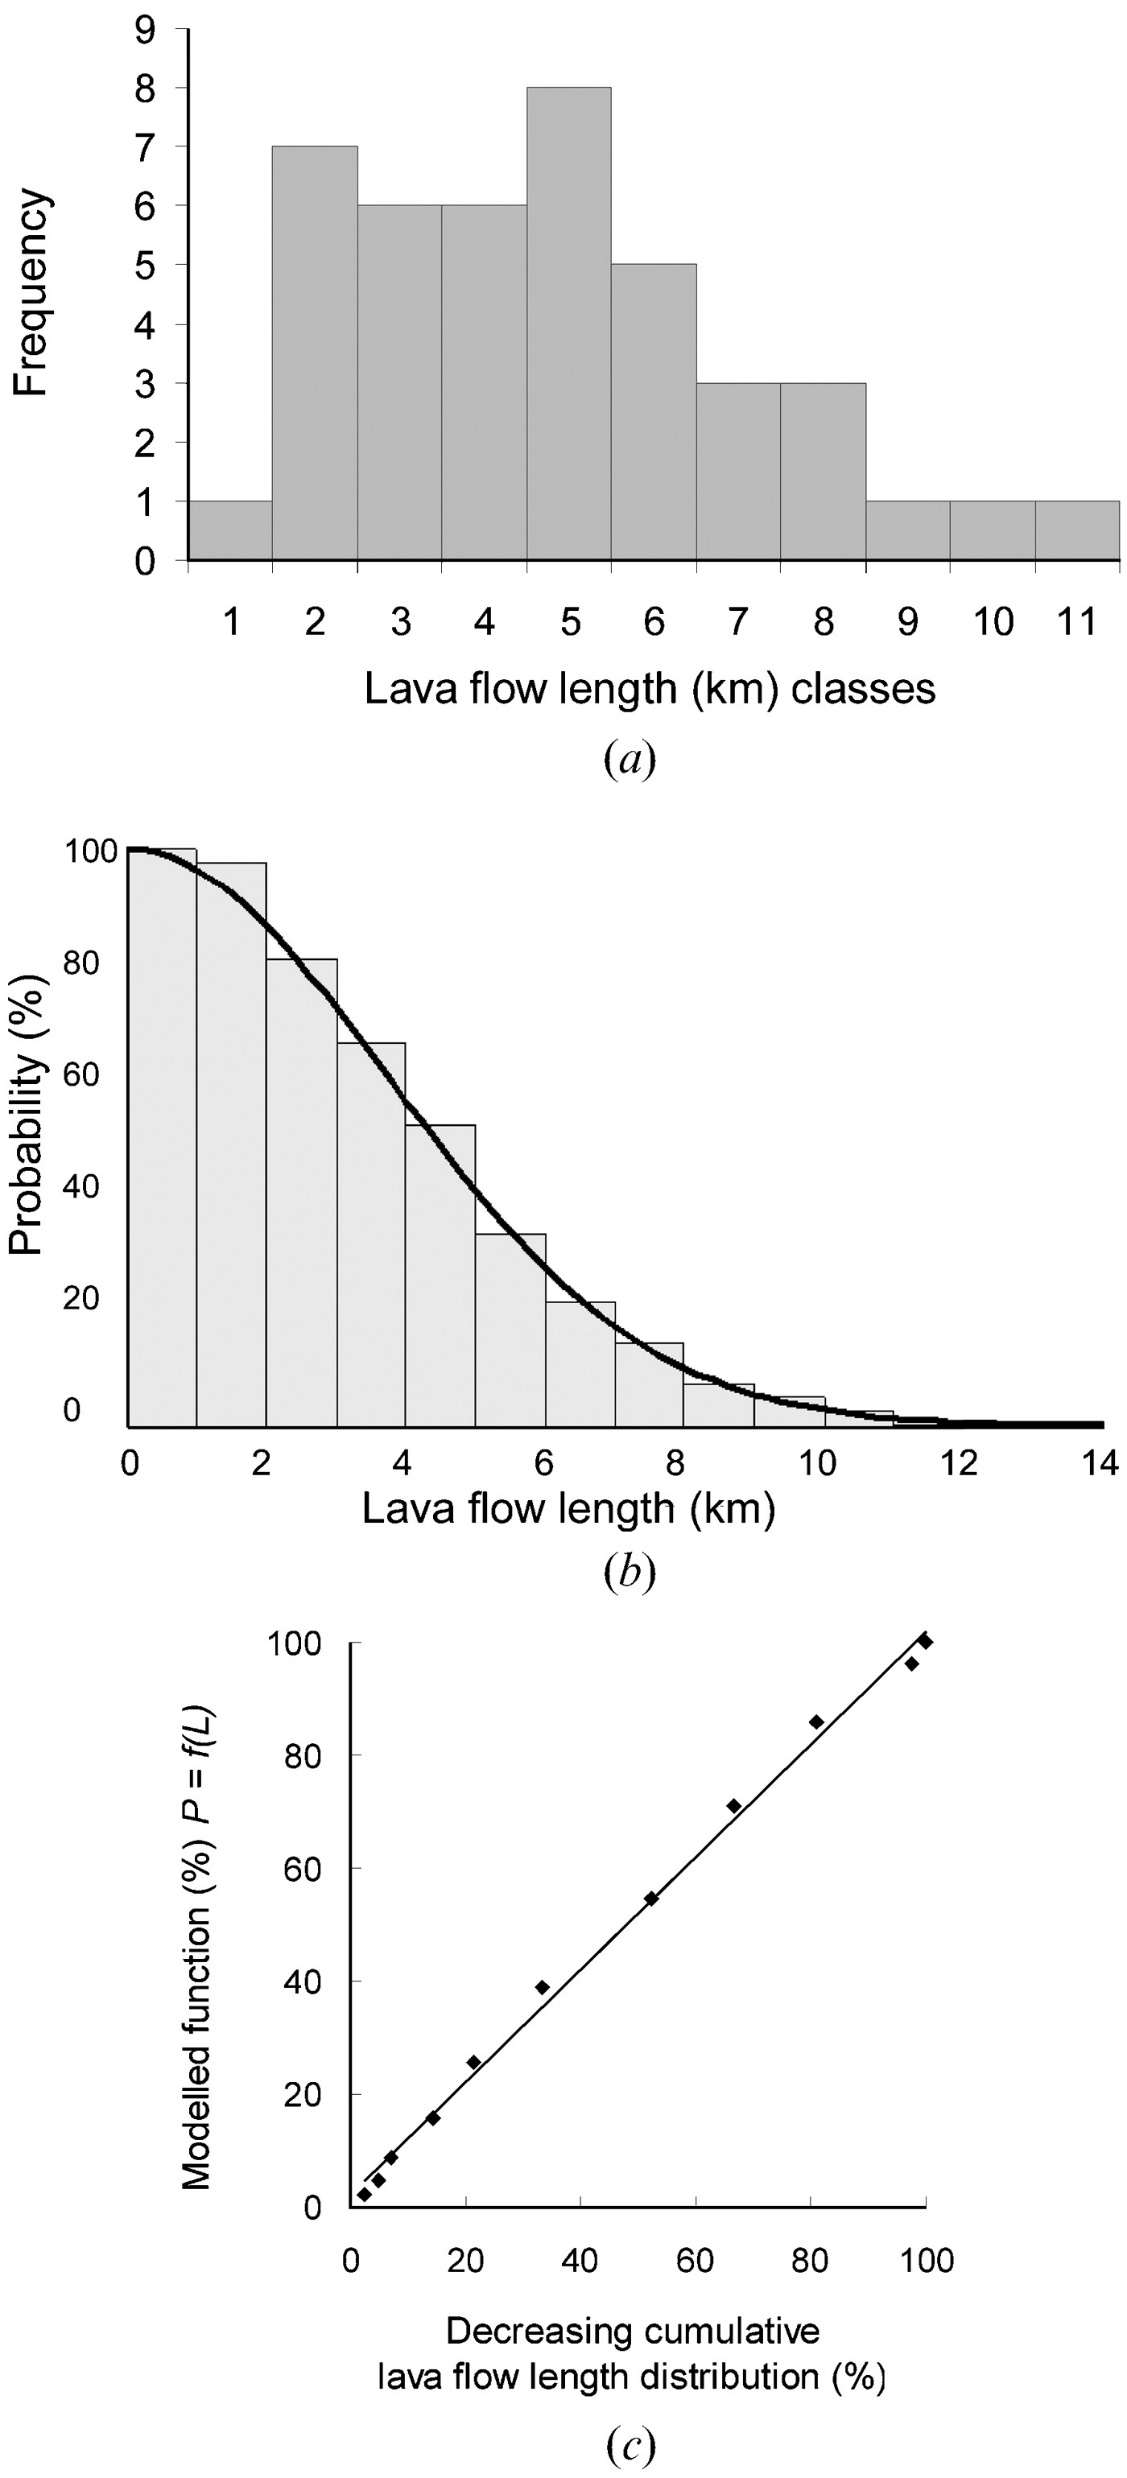 9
8
7
6
5
4
3
2
1
0
Frequency
1 2 3 4 5 6 7 8 9 10 11
Lava flow length (km) classes
(a)
100
80
60
40
20
0
Probability (%)
0 2 4 6 8 10 12 14
Lava flow length (km)
(b)
100
80
60
40
20
0
Modelled function (%) P = f(L)
0 20 40 60 80 100
Decreasing cumulative
lava flow length distribution (%)
(c)